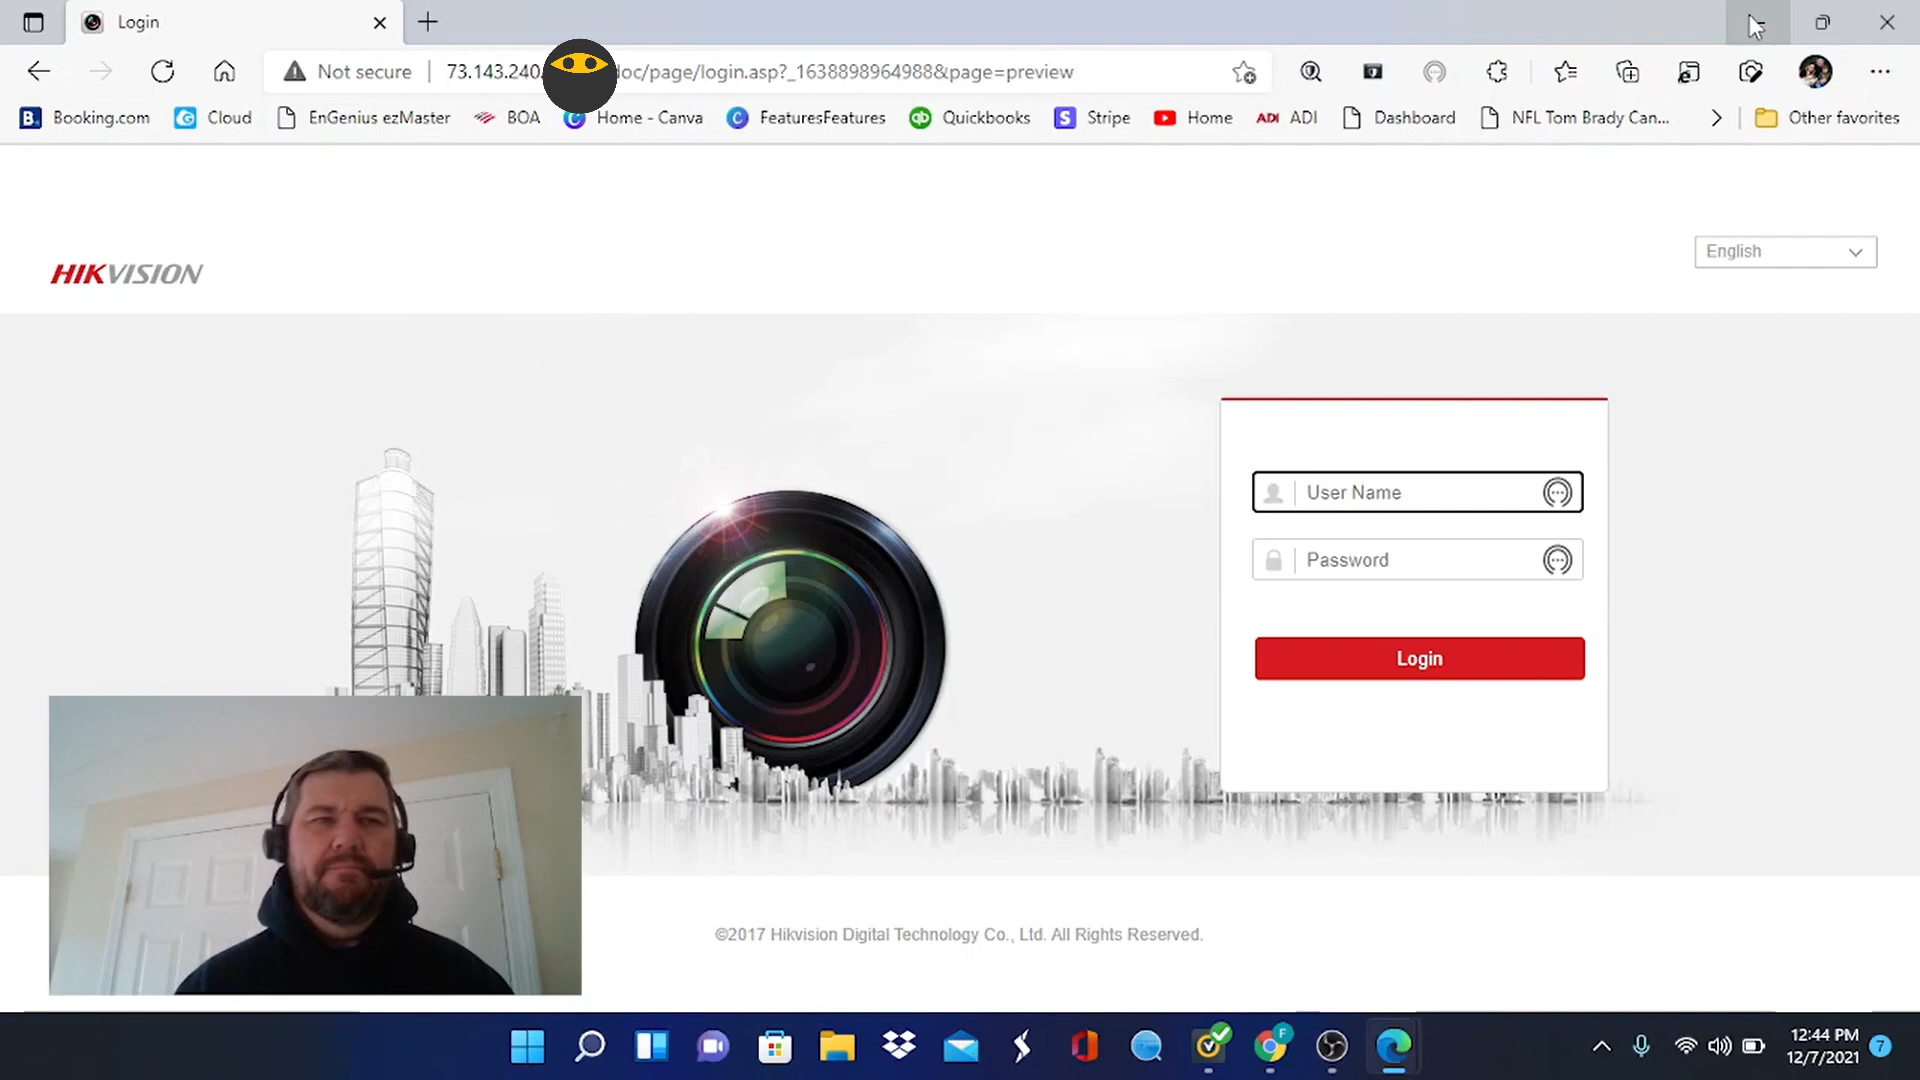 Login
Not secure
73.143.240. oc/page/login.asp?_1638898964988&page=preview
Booking.com
Cloud
EnGenius ezMaster
BOA
Home - Canva
FeaturesFeatures
Quickbooks
Stripe
Home
ADI ADI
Dashboard
NFL Tom Brady Can...
Other favorites
HIKVISION
English
User Name
Password
Login
©2017 Hikvision Digital Technology Co., Ltd. All Rights Reserved.
12:44 PM
12/7/2021
7